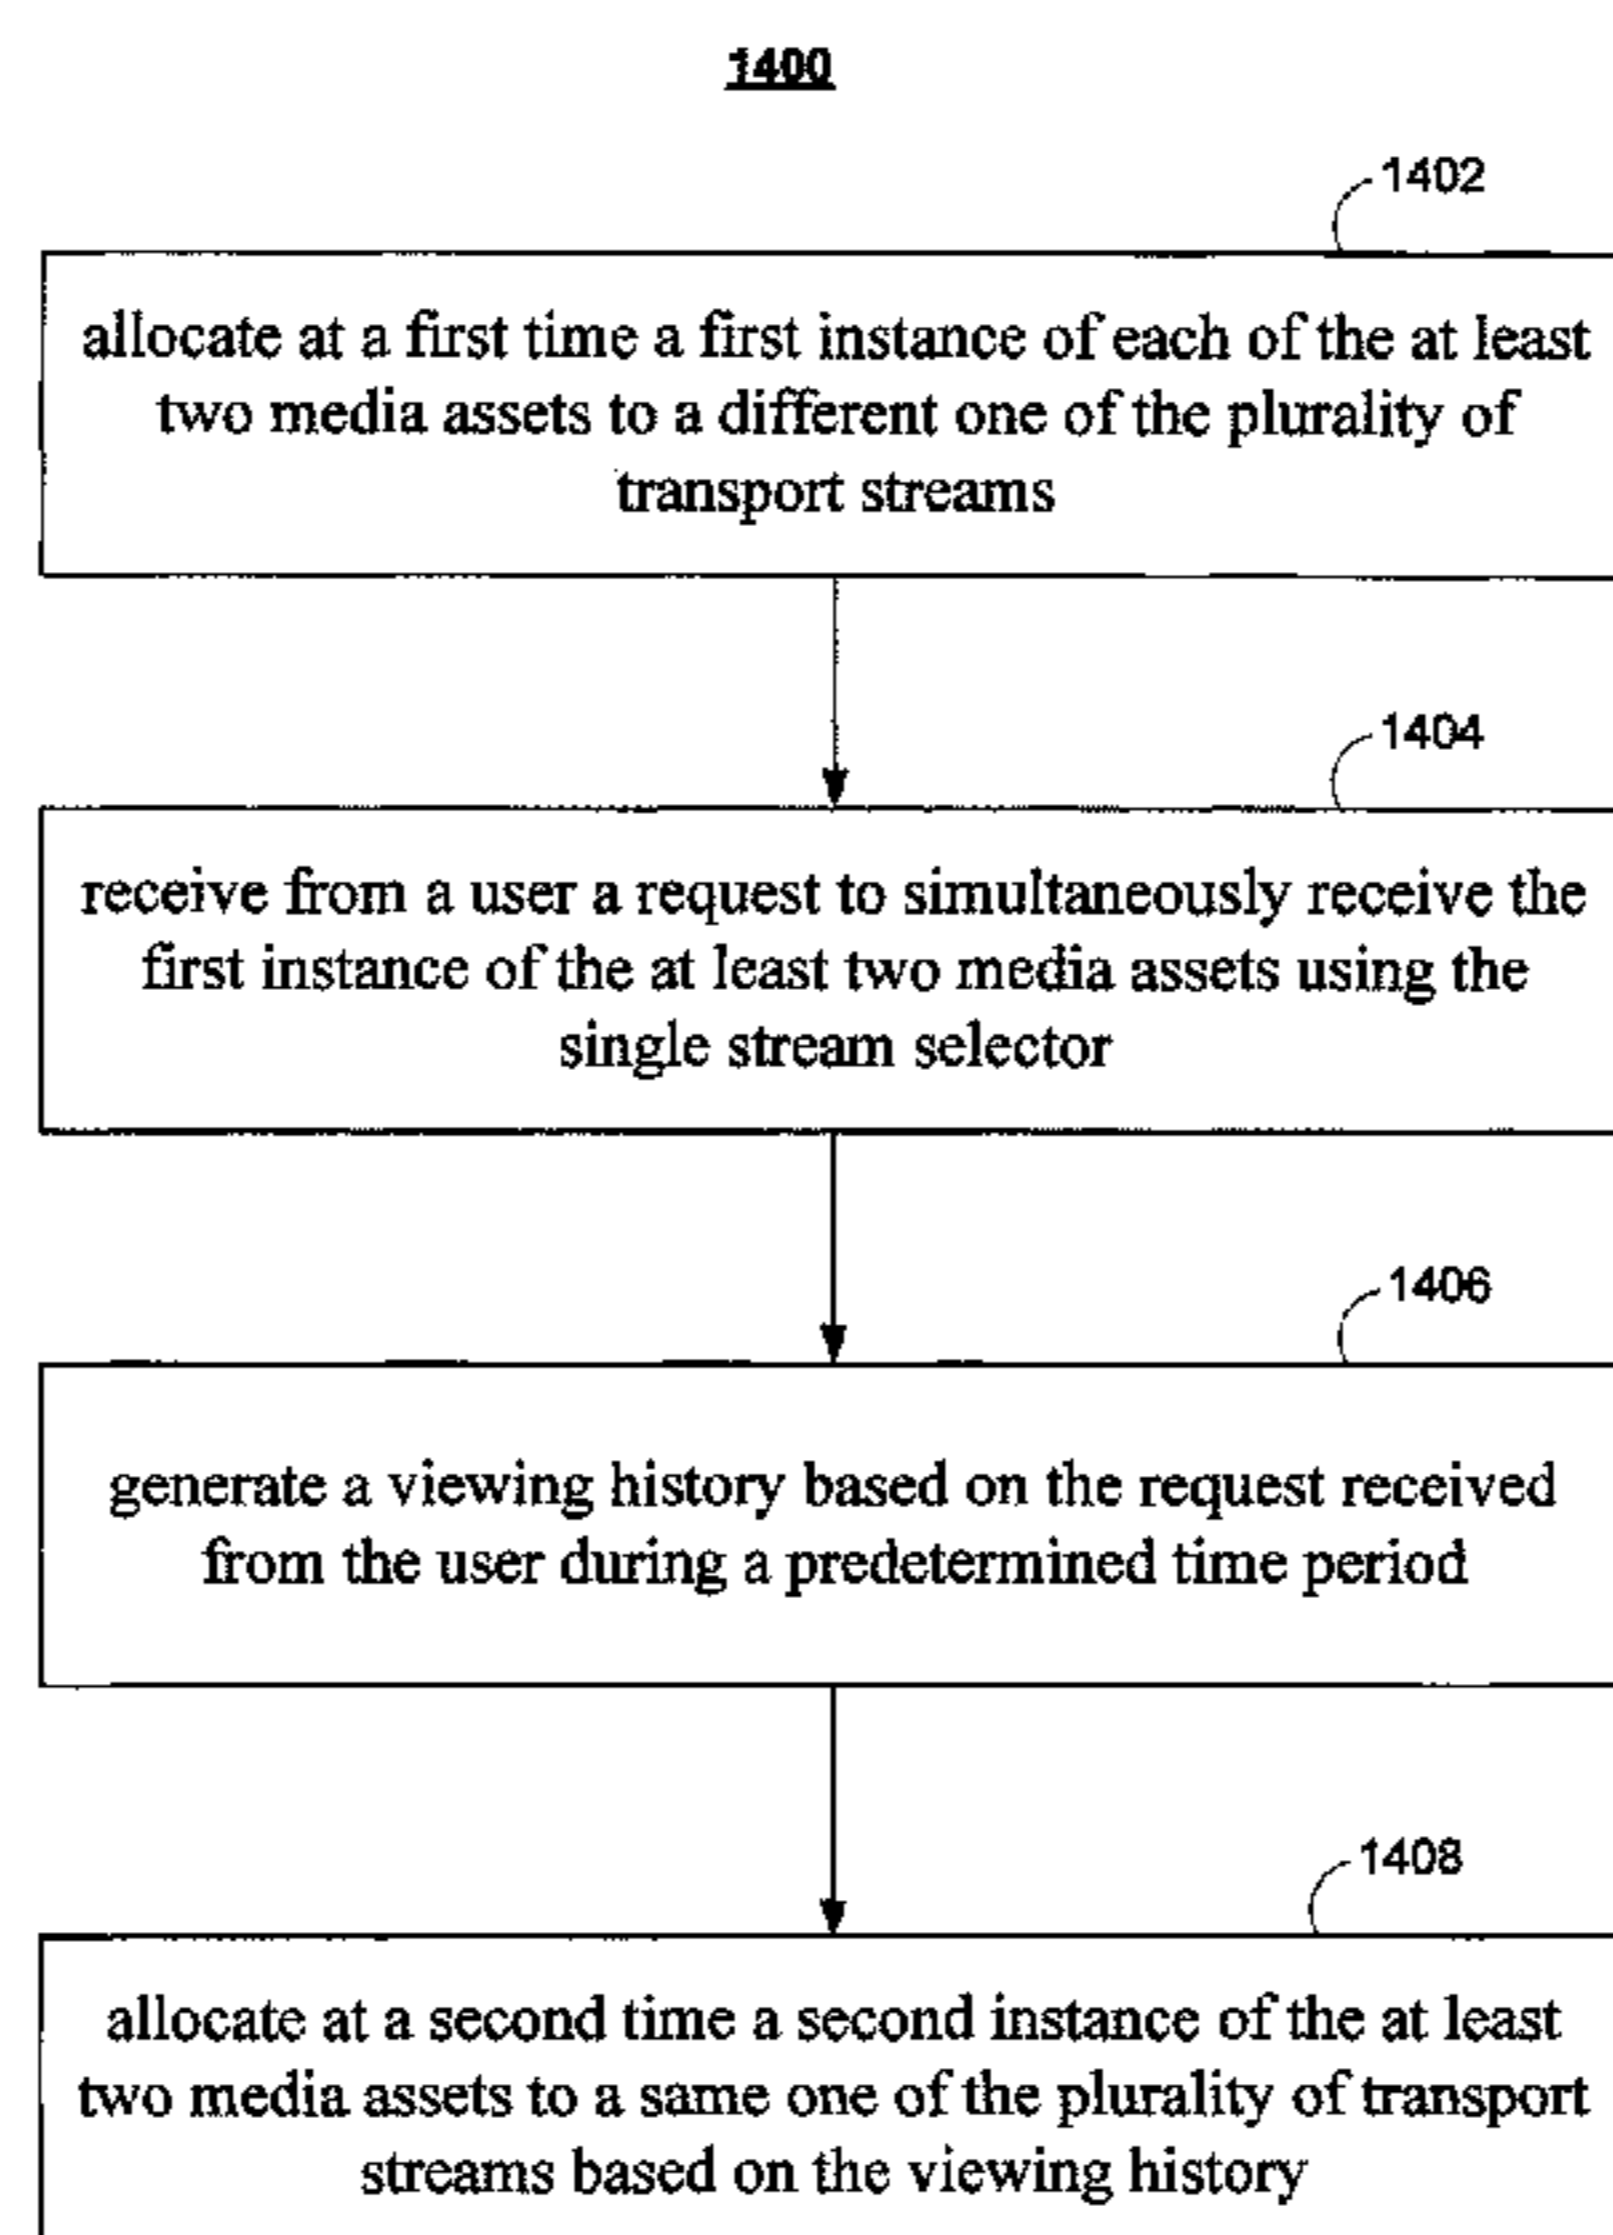 1400
1402
allocate at a first time a first instance of each of the at least
two media assets to a different one of the plurality of
transport streams
1404
receive from a user a request to simultaneously receive the
first instance of the at least two media assets using the
single stream selector
1406
generate a viewing history based on the request received
from the user during a predetermined time period
1408
allocate at a second time a second instance of the at least
two media assets to a same one of the plurality of transport
streams based on the viewing history